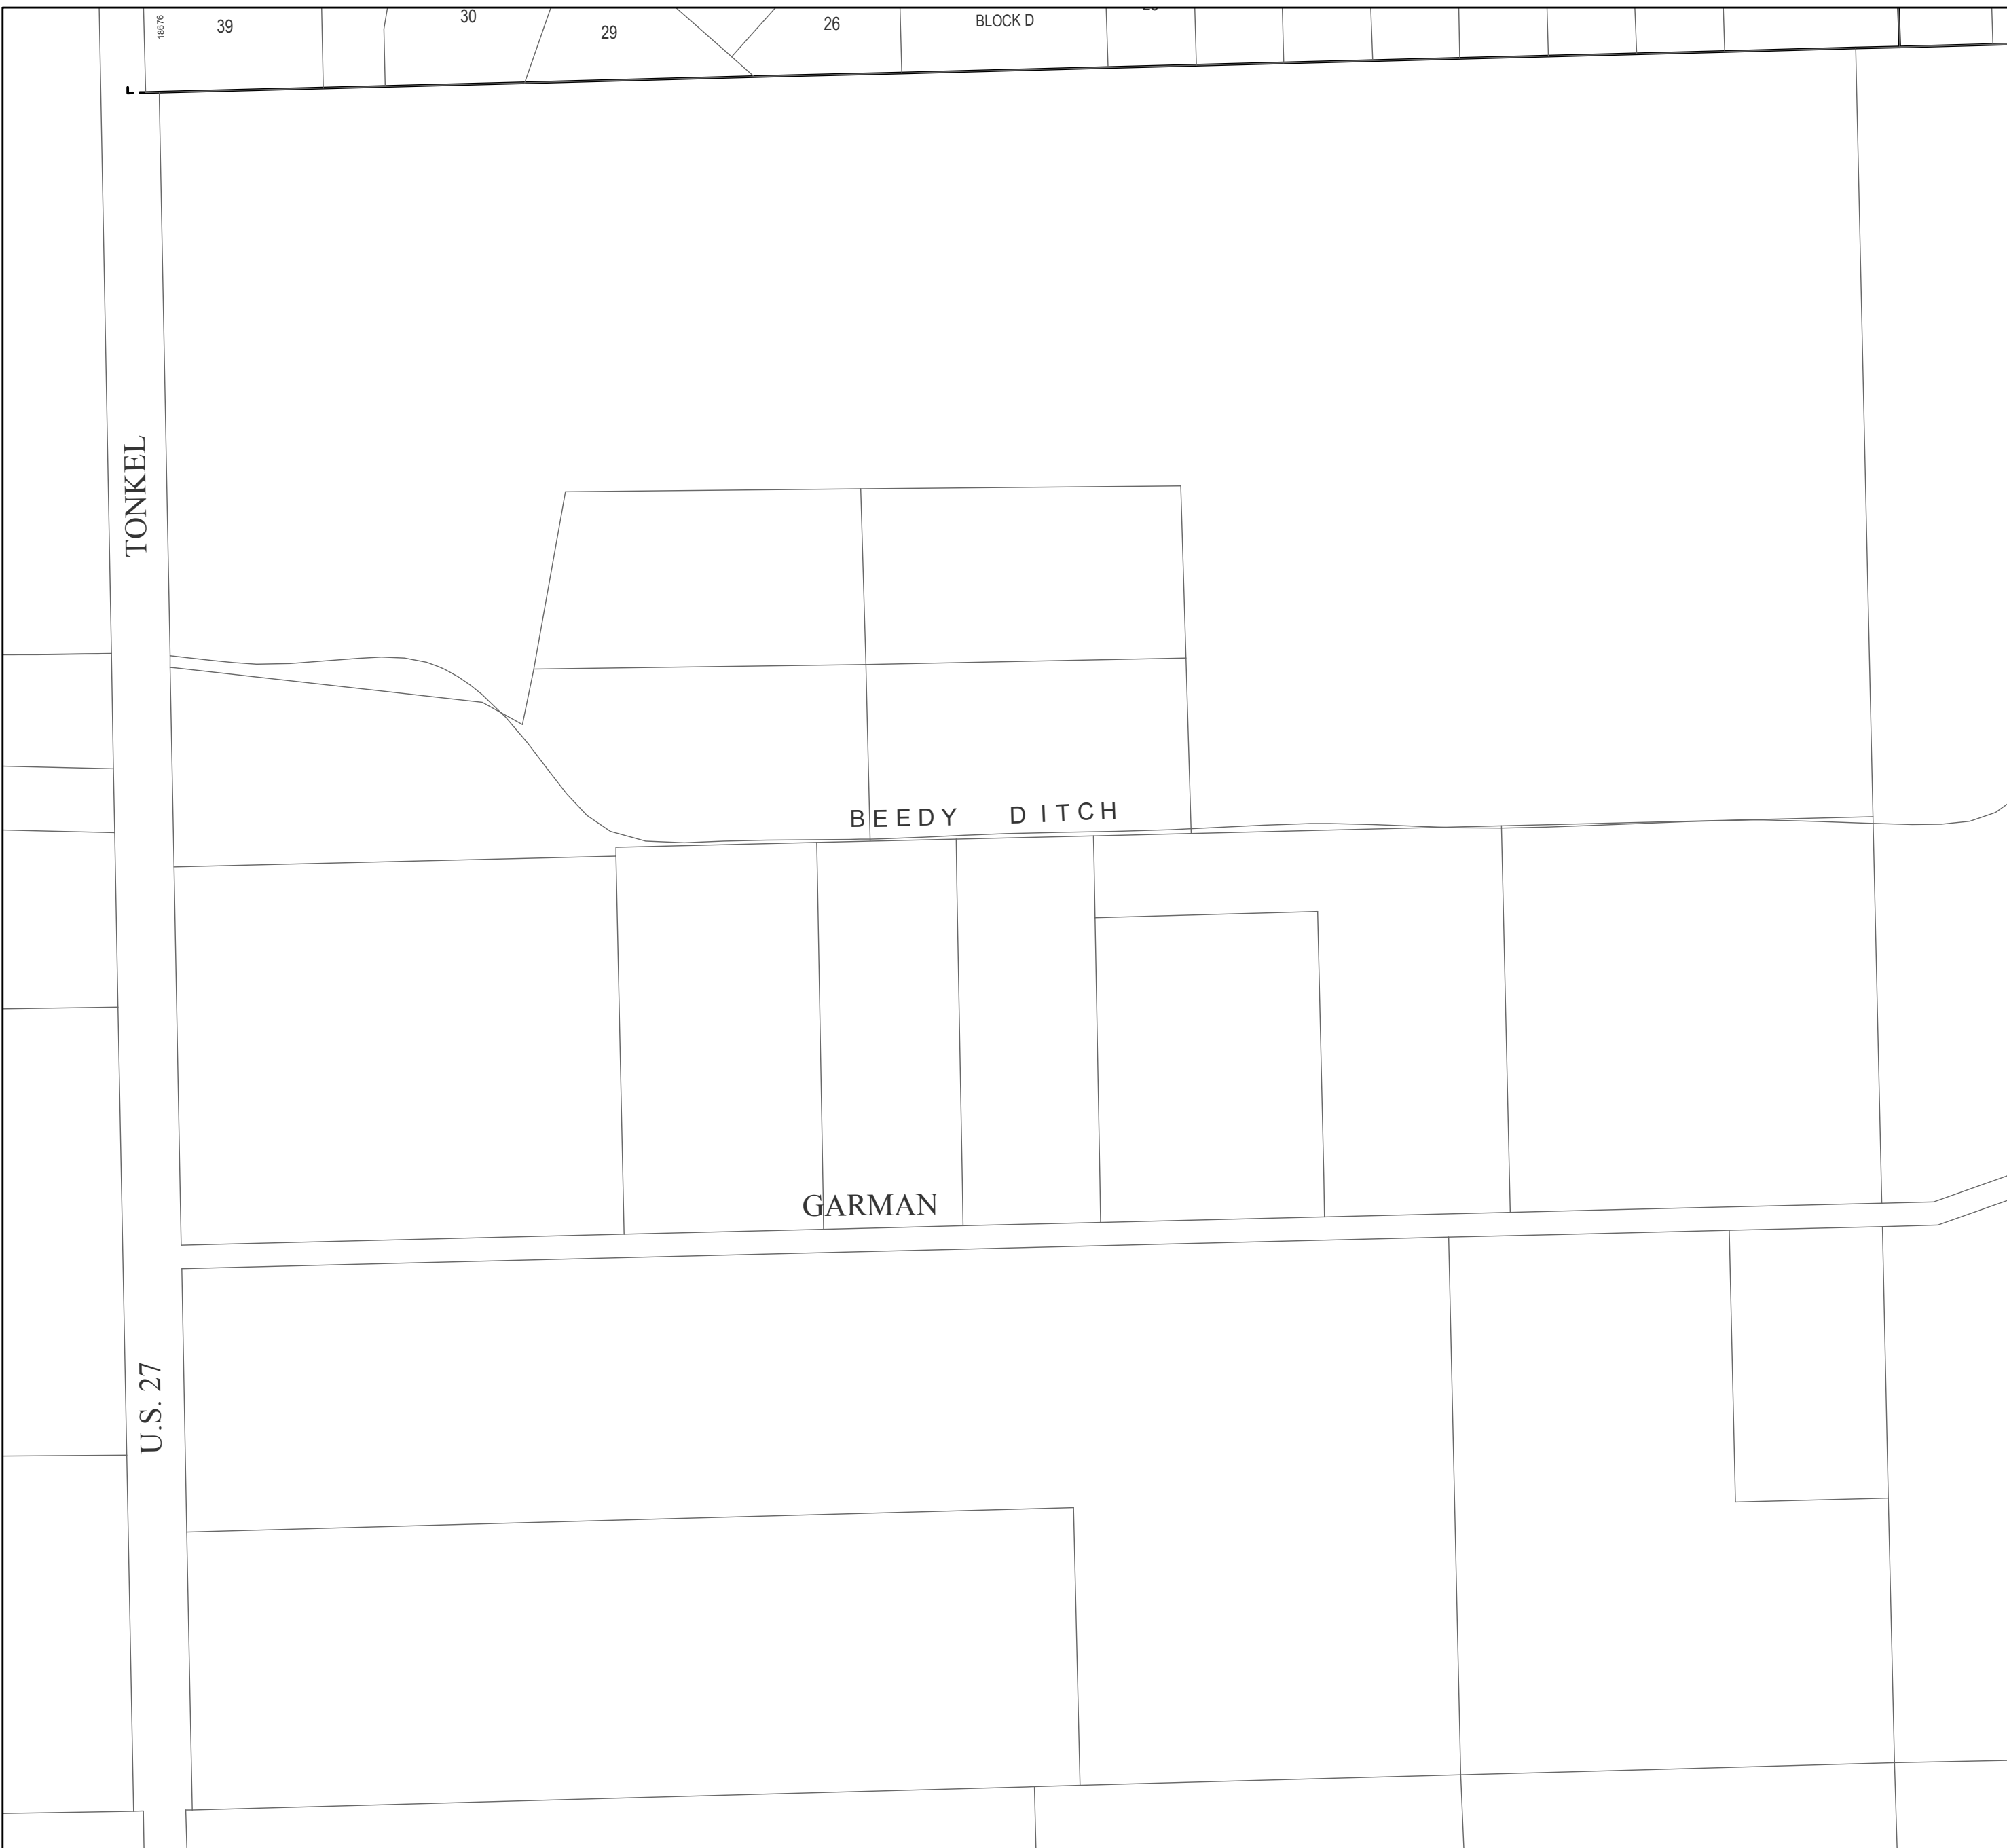 18676
39
30
29
26
BLOCK D
TONKEL
BEEDY DITCH
GARMAN
U.S. 27